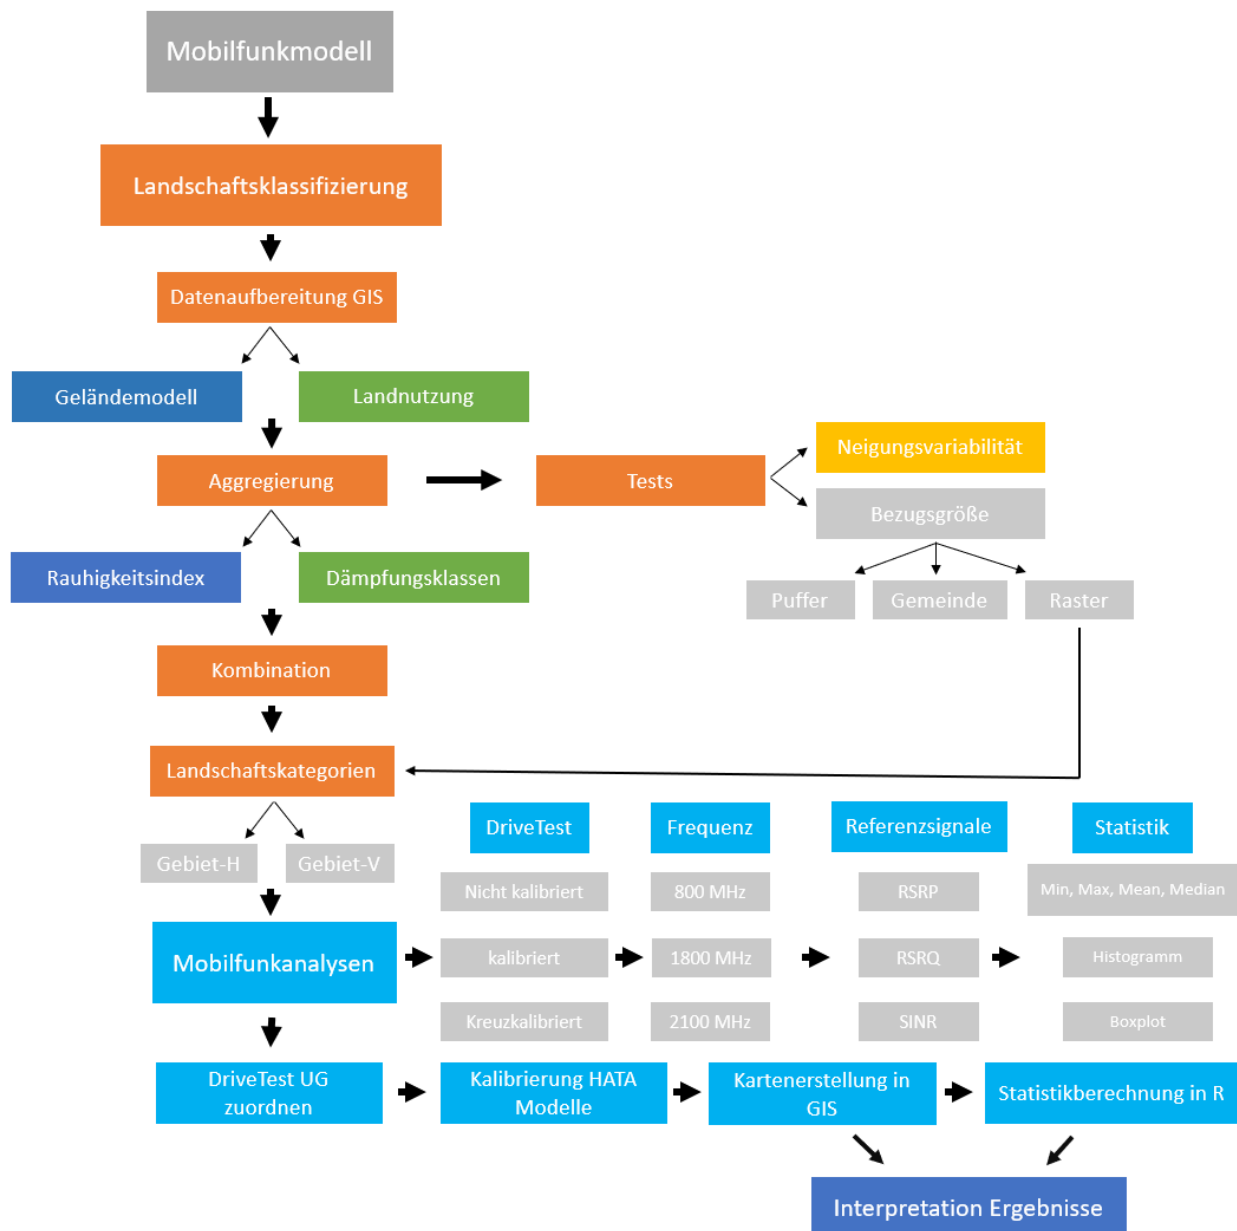 Mobilfunkmodell
Landschaftsklassifizierung
Datenaufbereitung GIS
Geländemodell
Landnutzung
Neigungsvariabilität
Aggregierung
Tests
Bezugsgröße
Rauhigkeitsindex
Dämpfungsklassen
Puffer
Gemeinde
Raster
Kombination
Landschaftskategorien
DriveTest
Frequenz
Referenzsignale
Statistik
Gebiet-H
Gebiet-V
Nicht kalibriert
800 MHz
RSRP
Min, Max, Mean, Median
Mobilfunkanalysen
kalibriert
1800 MHz
RSRQ
Histogramm
Kreuzkalibriert
2100 MHz
SINR
Boxplot
DriveTest UG
zuordnen
Kalibrierung HATA
Modelle
Kartenerstellung in
GIS
Statistikberechnung in R
Interpretation Ergebnisse